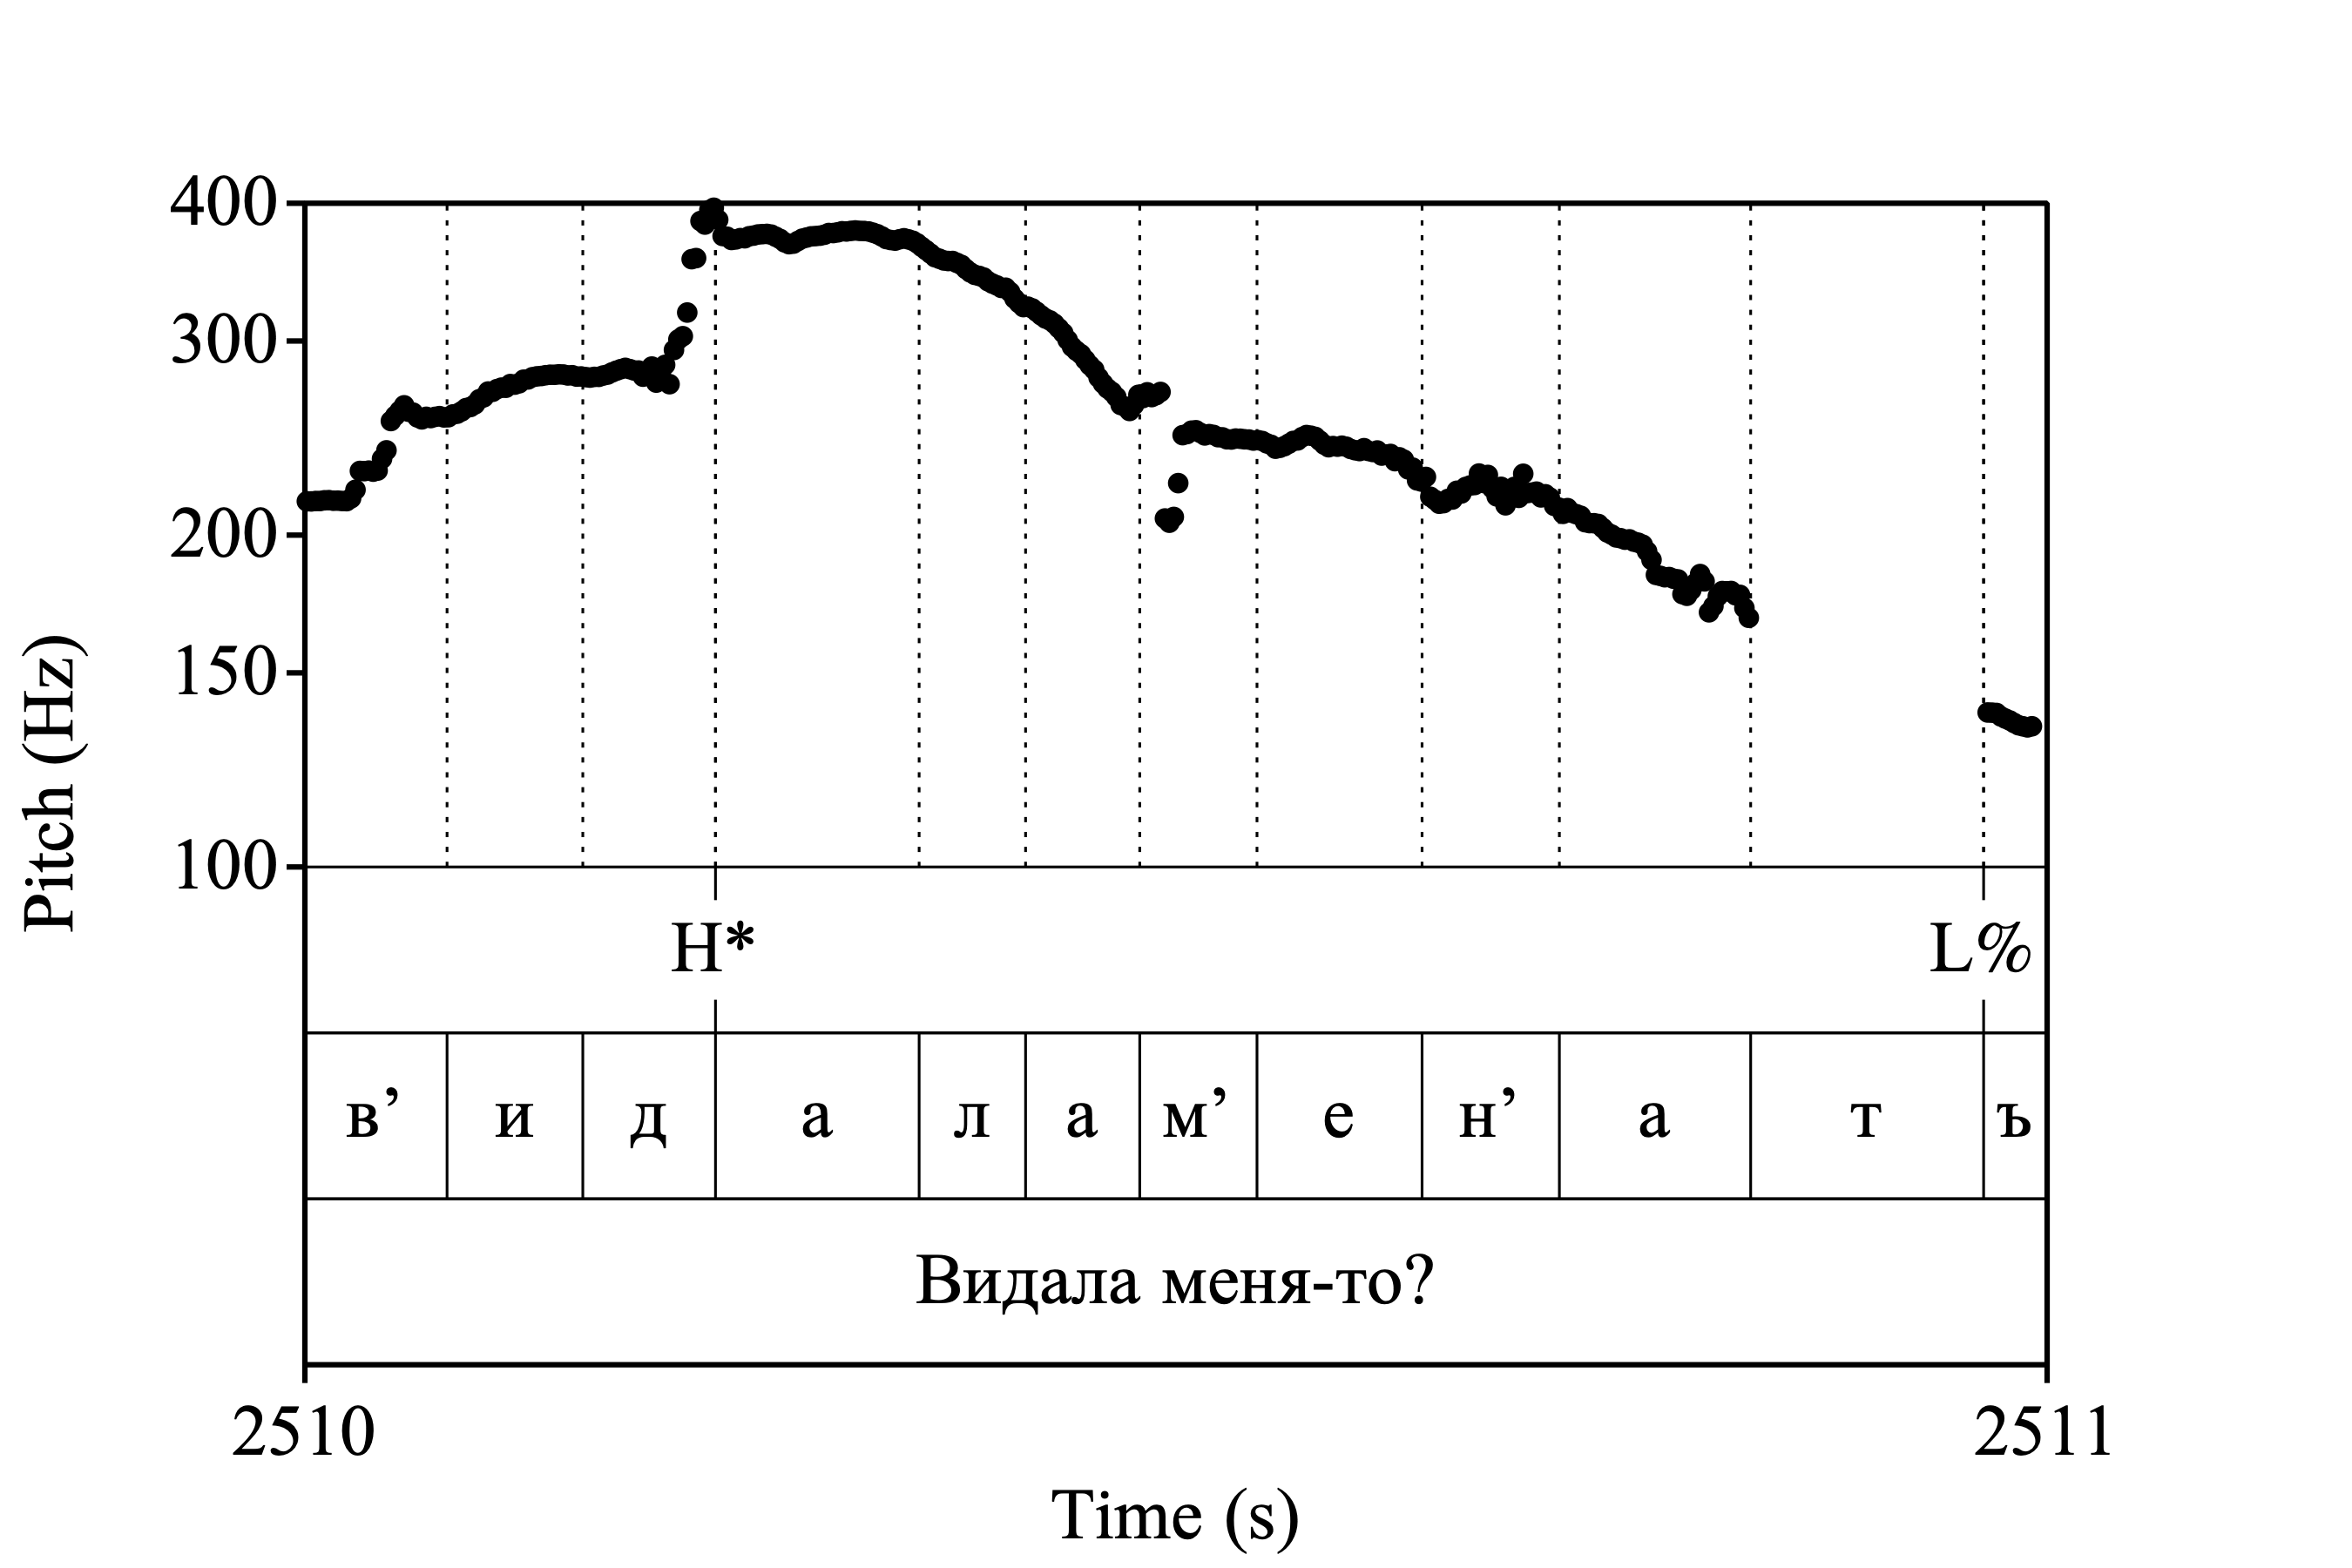 400
300
200
150
100
Pitch (Hz)
H* L%
в’ и д а л а м’ е н’ а т ъ
Видала меня-то?
2510 2511
Time (s)